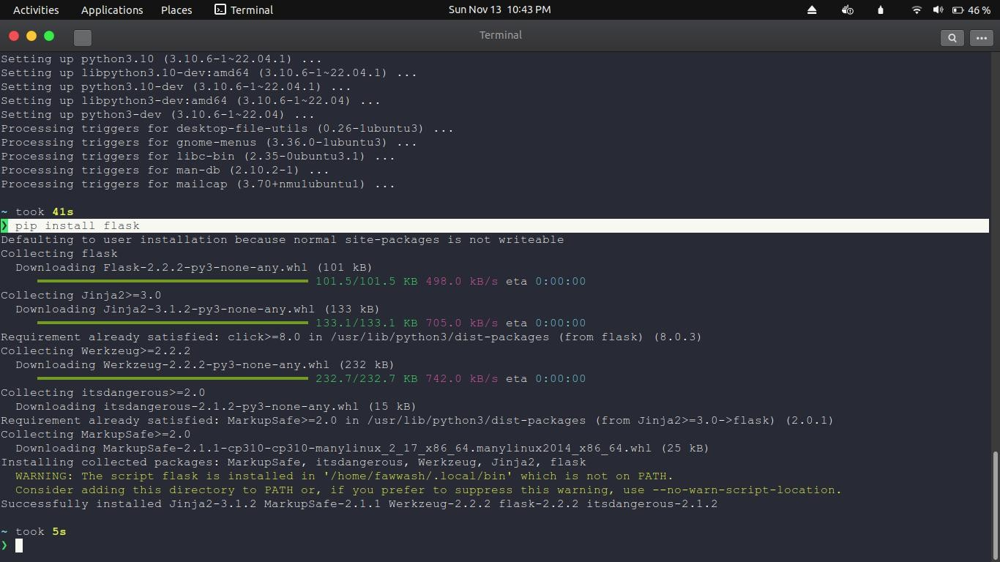 Activities Applications Places Terminal Sun Nov 13 10:43 PM 46 %
Terminal
Setting up python3.10 (3.10.6-1~22.04.1) ...
Setting up libpython3.10-dev:amd64 (3.10.6-1~22.04.1) ...
Setting up python3.10-dev (3.10.6-1~22.04.1) ...
Setting up libpython3-dev:amd64 (3.10.6-1~22.04) ...
Setting up python3-dev (3.10.6-1~22.04) ...
Processing triggers for desktop-file-utils (0.26-1ubuntu3) ...
Processing triggers for gnome-menus (3.36.0-1ubuntu3) ...
Processing triggers for libc-bin (2.35-0ubuntu3.1) ...
Processing triggers for man-db (2.10.2-1) ...
Processing triggers for mailcap (3.70+nmu1ubuntu1) ...
~ took 41s
❯ pip install flask
Defaulting to user installation because normal site-packages is not writeable
Collecting flask
Downloading Flask-2.2.2-py3-none-any.whl (101 kB)
101.5/101.5 KB 498.0 kB/s eta 0:00:00
Collecting Jinja2>=3.0
Downloading Jinja2-3.1.2-py3-none-any.whl (133 kB)
133.1/133.1 KB 705.0 kB/s eta 0:00:00
Requirement already satisfied: click>=8.0 in /usr/lib/python3/dist-packages (from flask) (8.0.3)
Collecting Werkzeug>=2.2.2
Downloading Werkzeug-2.2.2-py3-none-any.whl (232 kB)
232.7/232.7 KB 742.0 kB/s eta 0:00:00
Collecting itsdangerous>=2.0
Downloading itsdangerous-2.1.2-py3-none-any.whl (15 kB)
Requirement already satisfied: MarkupSafe>=2.0 in /usr/lib/python3/dist-packages (from Jinja2>=3.0->flask) (2.0.1)
Collecting MarkupSafe>=2.0
Downloading MarkupSafe-2.1.1-cp310-cp310-manylinux_2_17_x86_64.manylinux2014_x86_64.whl (25 kB)
Installing collected packages: MarkupSafe, itsdangerous, Werkzeug, Jinja2, flask
WARNING: The script flask is installed in '/home/fawwash/.local/bin' which is not on PATH.
Consider adding this directory to PATH or, if you prefer to suppress this warning, use --no-warn-script-location.
Successfully installed Jinja2-3.1.2 MarkupSafe-2.1.1 Werkzeug-2.2.2 flask-2.2.2 itsdangerous-2.1.2
~ took 5s
❯